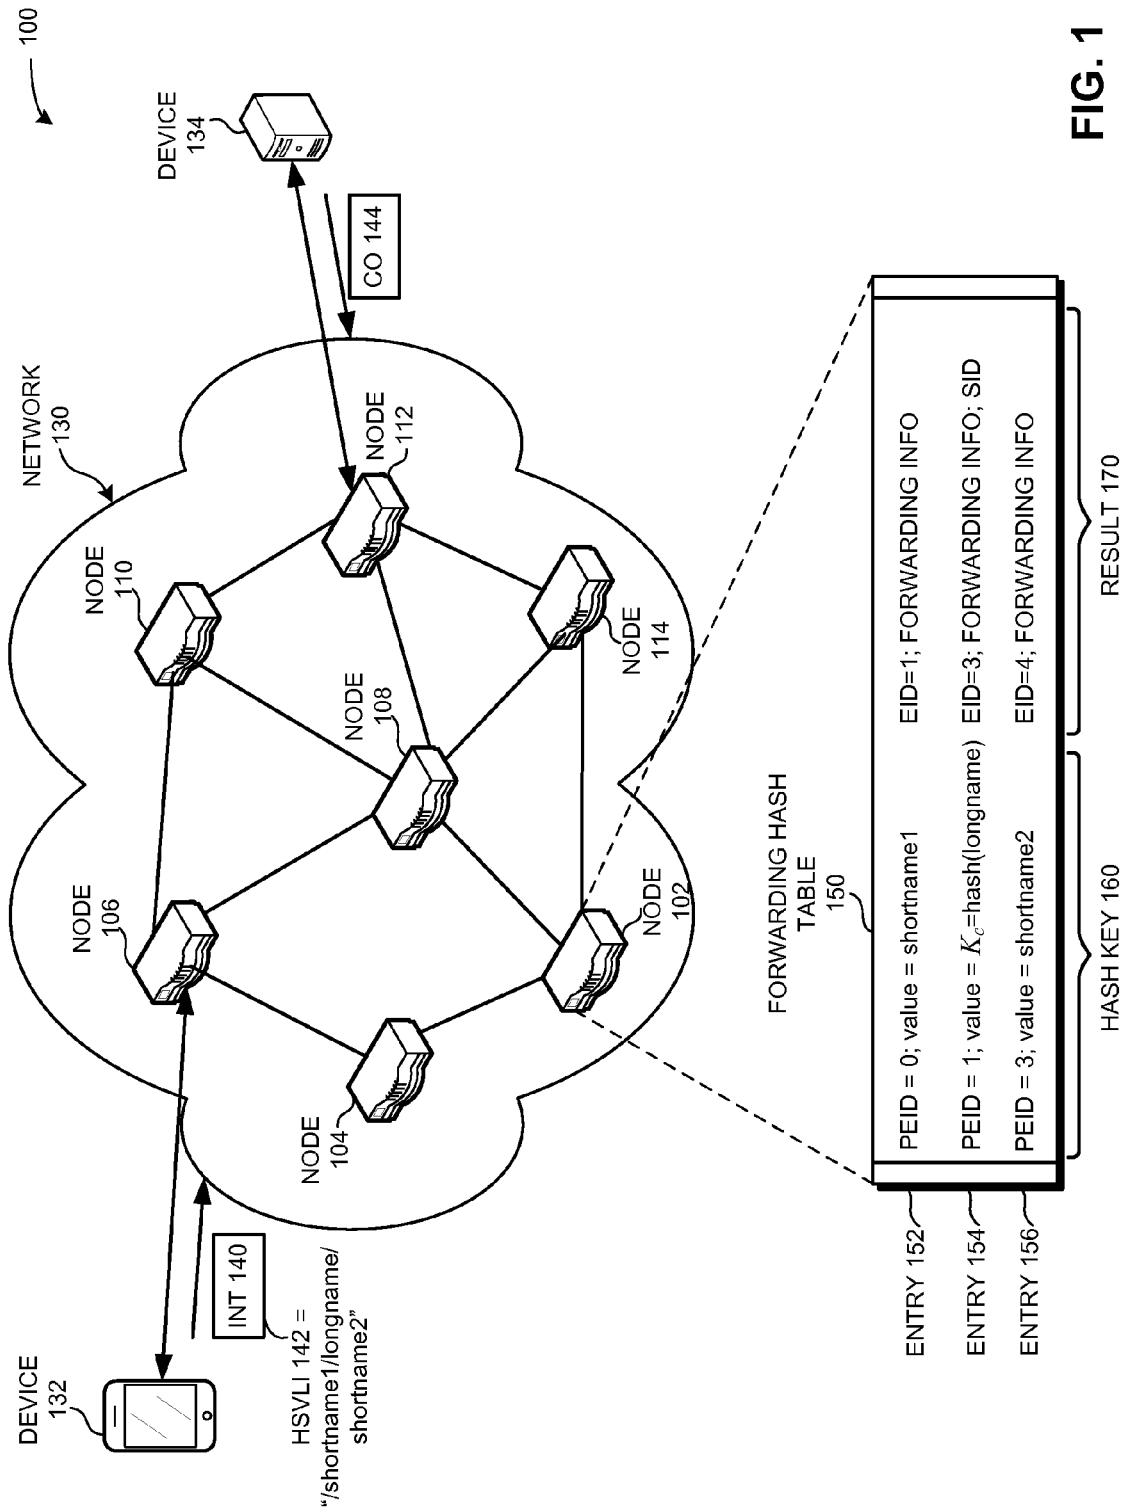 100
NETWORK
130
DEVICE
134
CO 144
NODE
110
NODE
112
NODE
106
NODE
108
NODE
114
NODE
104
NODE
102
DEVICE
132
INT 140
HSVLI 142 =
“/shortname1/longname/
shortname2”
FORWARDING HASH
TABLE
150
ENTRY 152
PEID = 0; value = shortname1
EID=1; FORWARDING INFO
ENTRY 154
PEID = 1; value = Kc=hash(longname)
EID=3; FORWARDING INFO; SID
ENTRY 156
PEID = 3; value = shortname2
EID=4; FORWARDING INFO
HASH KEY 160
RESULT 170
FIG. 1